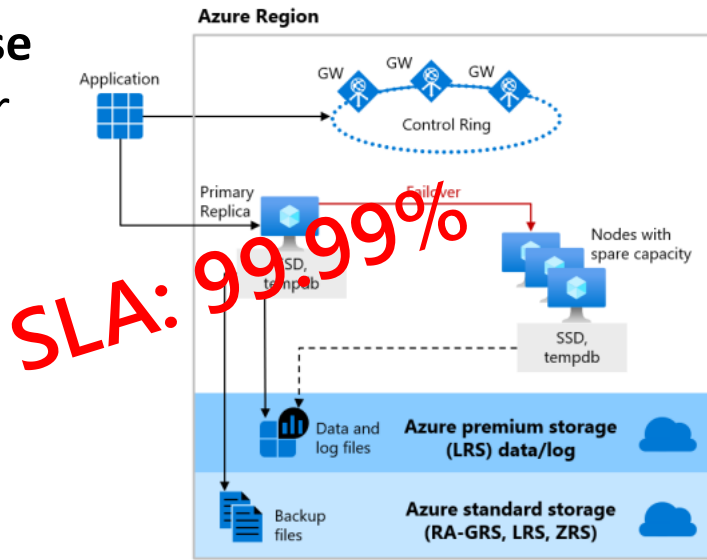 Azure Region
se
r
Application
GW
GW
GW
Control Ring
Primary
Replica
Failover
Nodes with
spare capacity
SSD,
tempdb
SLA: 99.99%
SSD,
tempdb
Data and
log files
Azure premium storage
(LRS) data/log
Backup
files
Azure standard storage
(RA-GRS, LRS, ZRS)